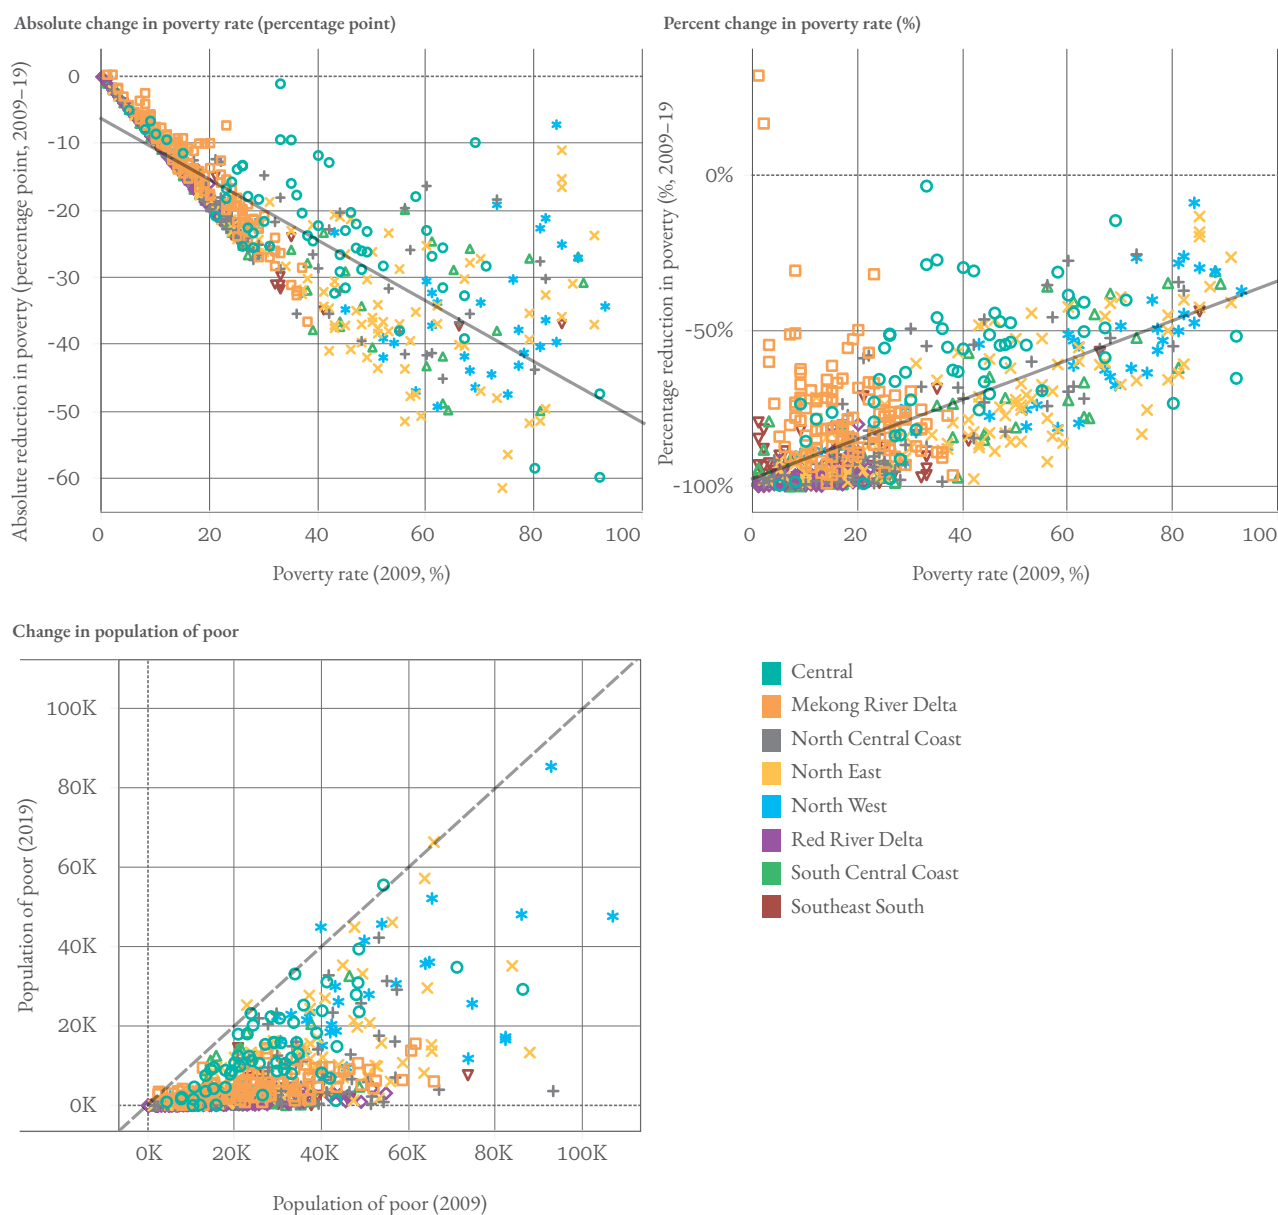 Absolute change in poverty rate (percentage point)
Absolute reduction in poverty (percentage point, 2009–19)
0
-10
-20
-30
-40
-50
-60
0 20 40 60 80 100
Poverty rate (2009, %)
Percent change in poverty rate (%)
Percentage reduction in poverty (%, 2009–19)
0%
-50%
-100%
0 20 40 60 80 100
Poverty rate (2009, %)
Change in population of poor
Population of poor (2019)
100K
80K
60K
40K
20K
0K
0K 20K 40K 60K 80K 100K
Population of poor (2009)
Central
Mekong River Delta
North Central Coast
North East
North West
Red River Delta
South Central Coast
Southeast South